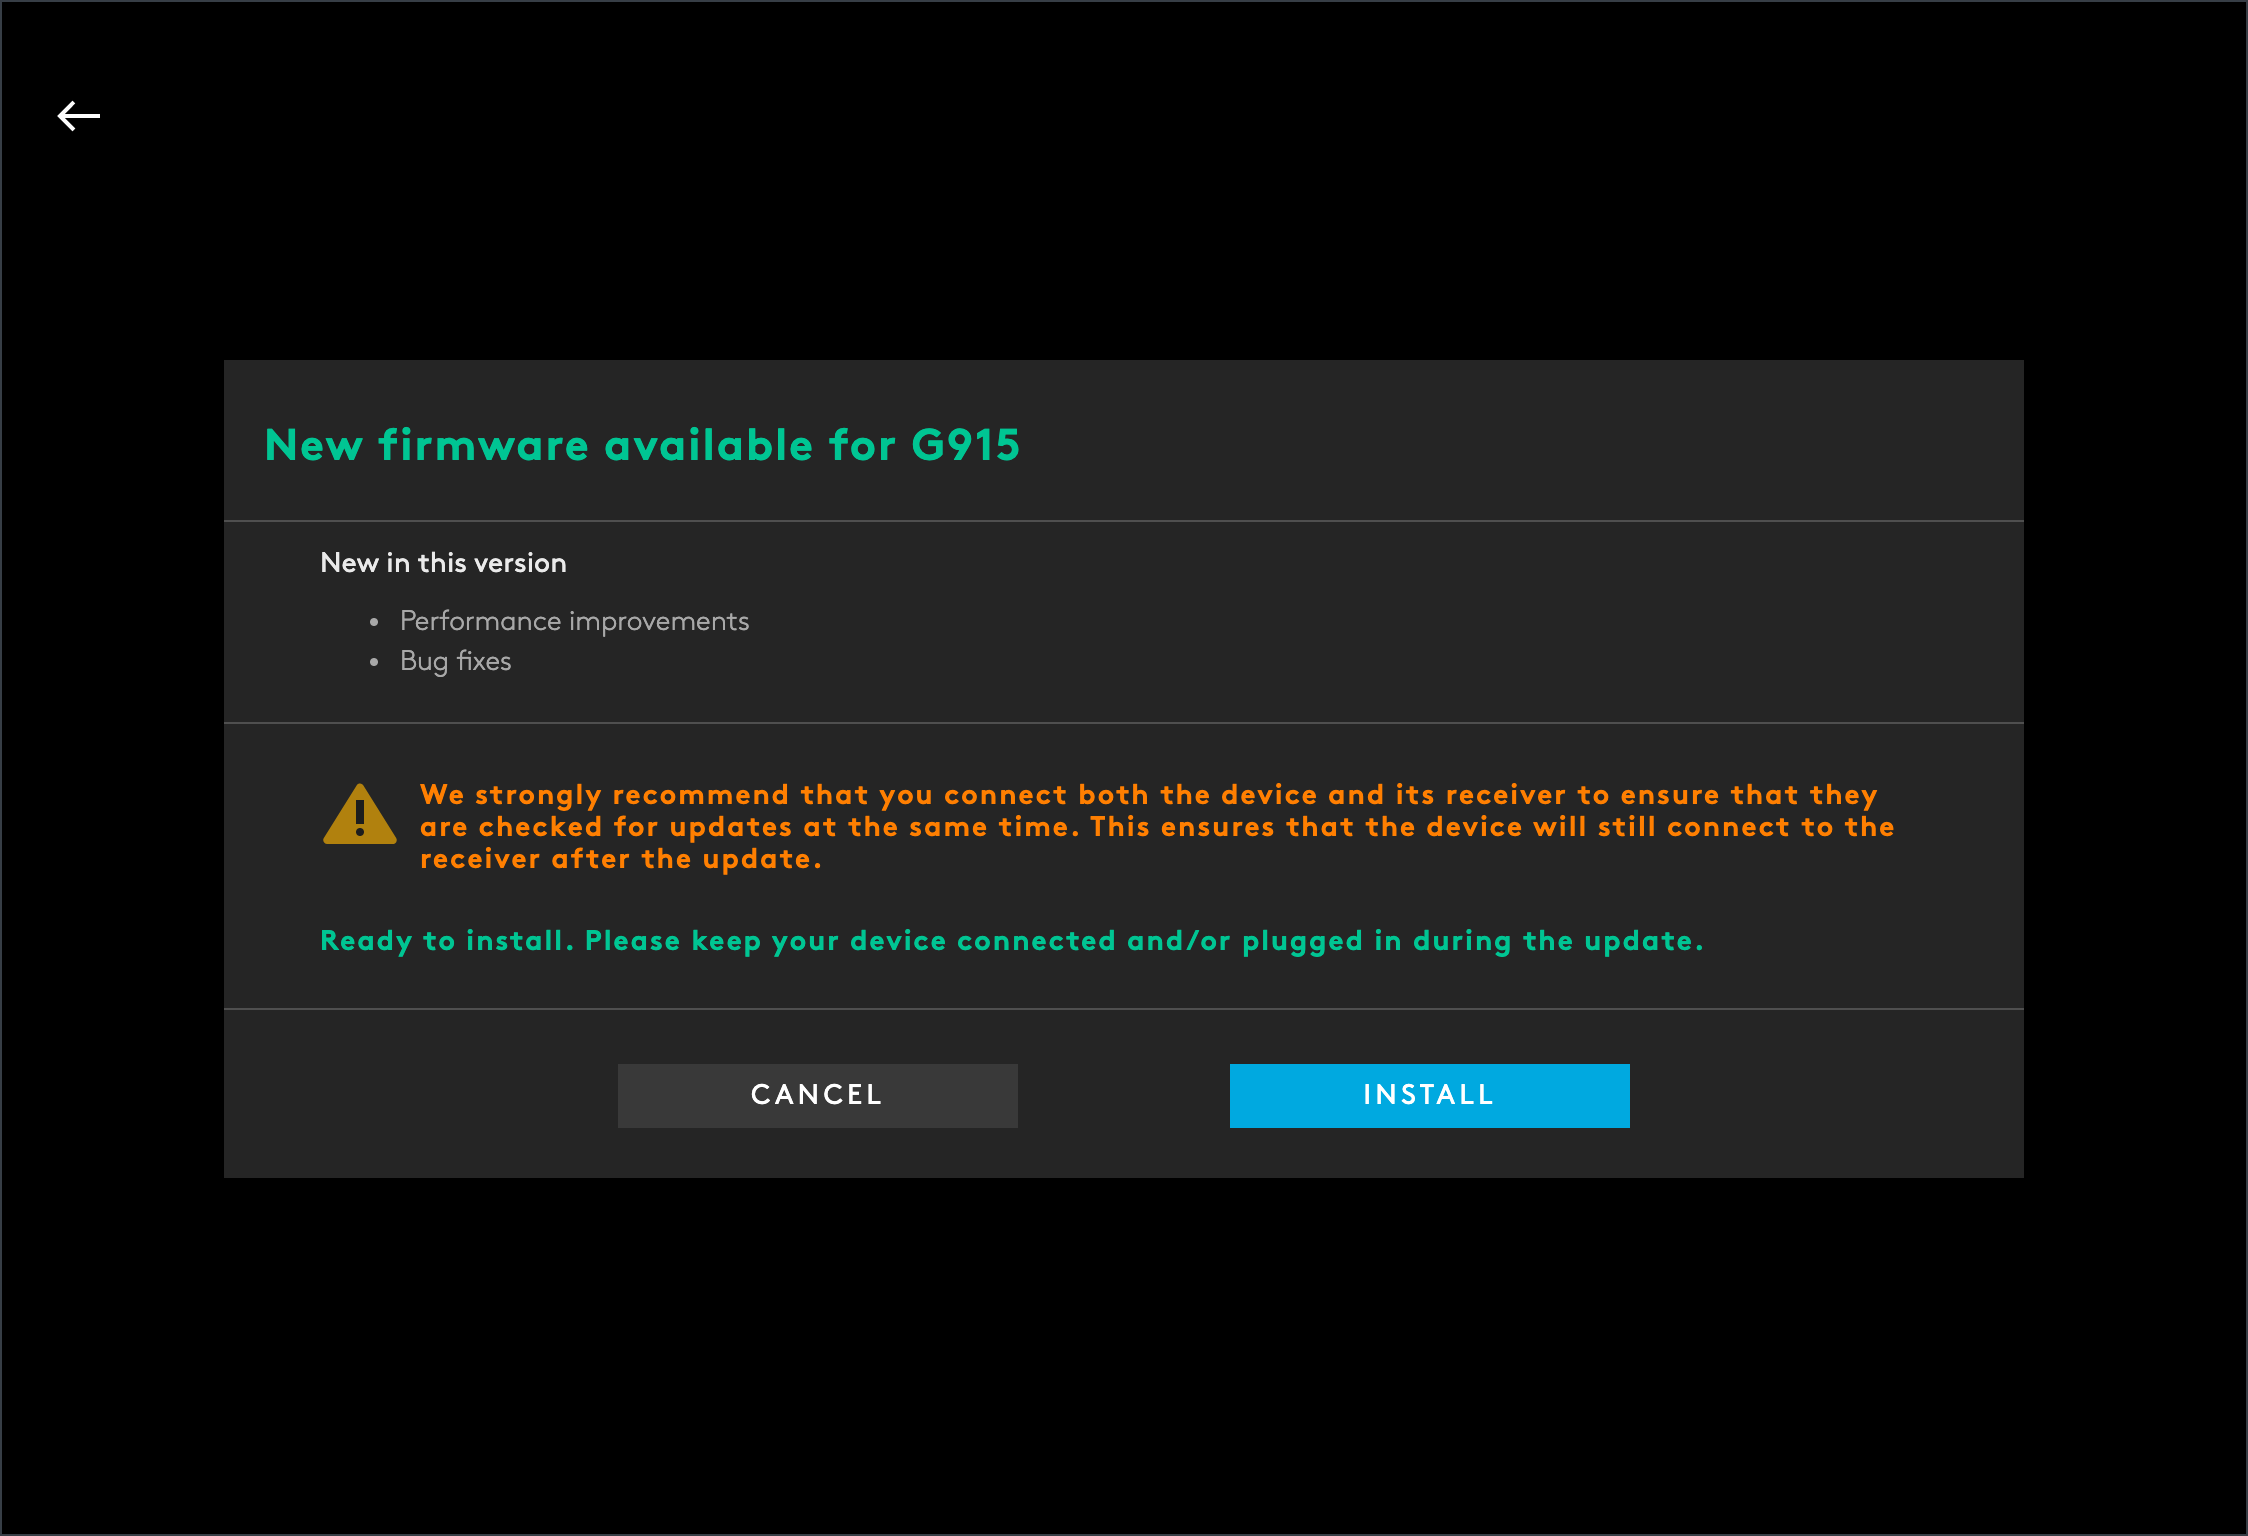 New firmware available for G915
New in this version
• Performance improvements
• Bug fixes
We strongly recommend that you connect both the device and its receiver to ensure that they
are checked for updates at the same time. This ensures that the device will still connect to the
receiver after the update.
Ready to install. Please keep your device connected and/or plugged in during the update.
CANCEL
INSTALL